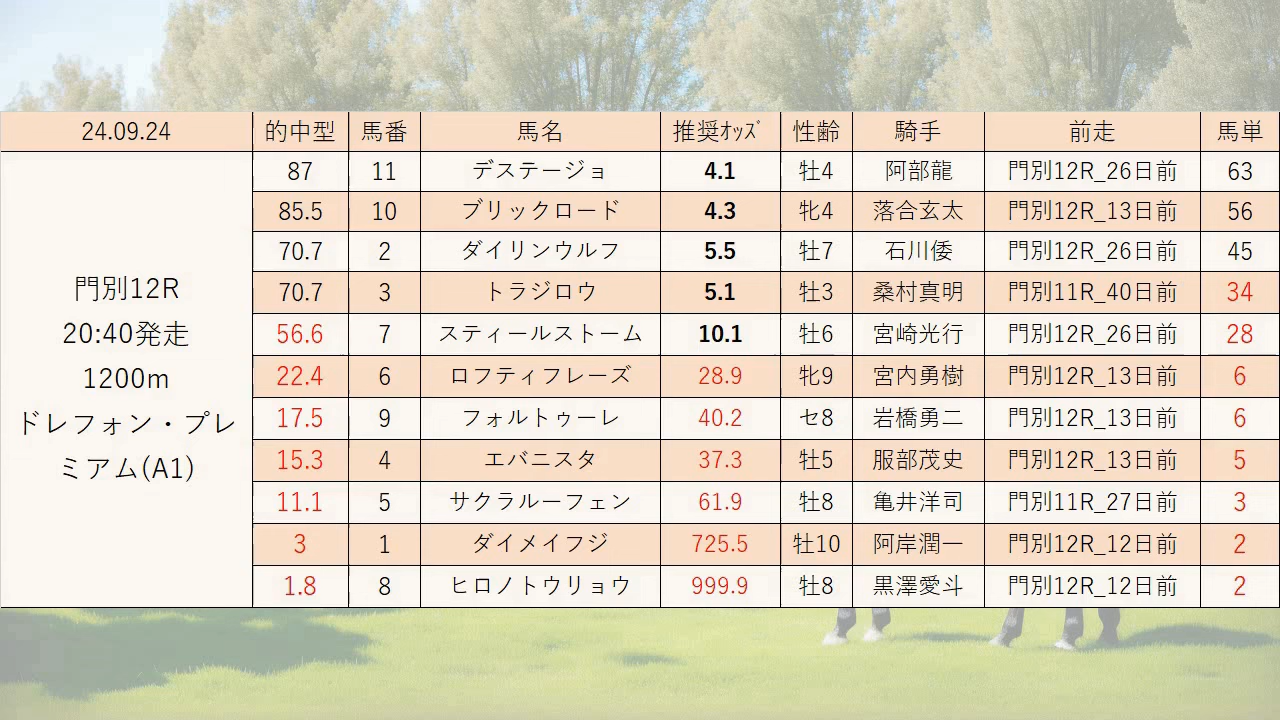 24.09.24 的中型 馬番 馬名 推奨ｵｯｽﾞ 性齢 騎手 前走 馬単
門別12R
20:40発走
1200m
ドレフォン・プレ
ミアム(A1)
87 11 デステージョ 4.1 牡4 阿部龍 門別12R_26日前 63
85.5 10 ブリックロード 4.3 牝4 落合玄太 門別12R_13日前 56
70.7 2 ダイリンウルフ 5.5 牡7 石川倭 門別12R_26日前 45
70.7 3 トラジロウ 5.1 牡3 桑村真明 門別11R_40日前 34
56.6 7 スティールストーム 10.1 牡6 宮崎光行 門別12R_26日前 28
22.4 6 ロフティフレーズ 28.9 牝9 宮内勇樹 門別12R_13日前 6
17.5 9 フォルトゥーレ 40.2 セ8 岩橋勇二 門別12R_13日前 6
15.3 4 エバニスタ 37.3 牡5 服部茂史 門別12R_13日前 5
11.1 5 サクラルーフェン 61.9 牡8 亀井洋司 門別11R_27日前 3
3 1 ダイメイフジ 725.5 牡10 阿岸潤一 門別12R_12日前 2
1.8 8 ヒロノトウリョウ 999.9 牡8 黒澤愛斗 門別12R_12日前 2